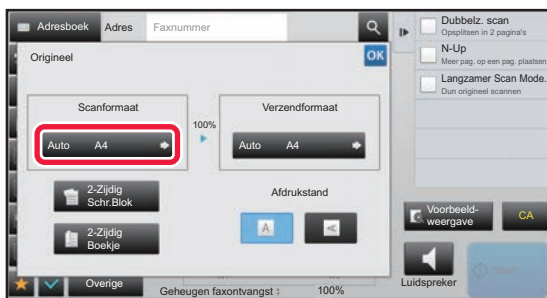 Adresboek
Adres
Faxnummer
Origineel
OK
Scanformaat
Auto A4
100%
Verzendformaat
Auto A4
2-Zijdig
Schr.Blok
2-Zijdig
Boekje
Afdrukstand
A
A
Overige
Geheugen faxontvangst : 100%
Dubbelz. scan
Opsplitsen in 2 pagina's
N-Up
Meer pag. op een pag. plaatsen
Langzamer Scan Mode.
Dun origineel scannen
Voorbeeld-
weergave
CA
Luidspreker
Start